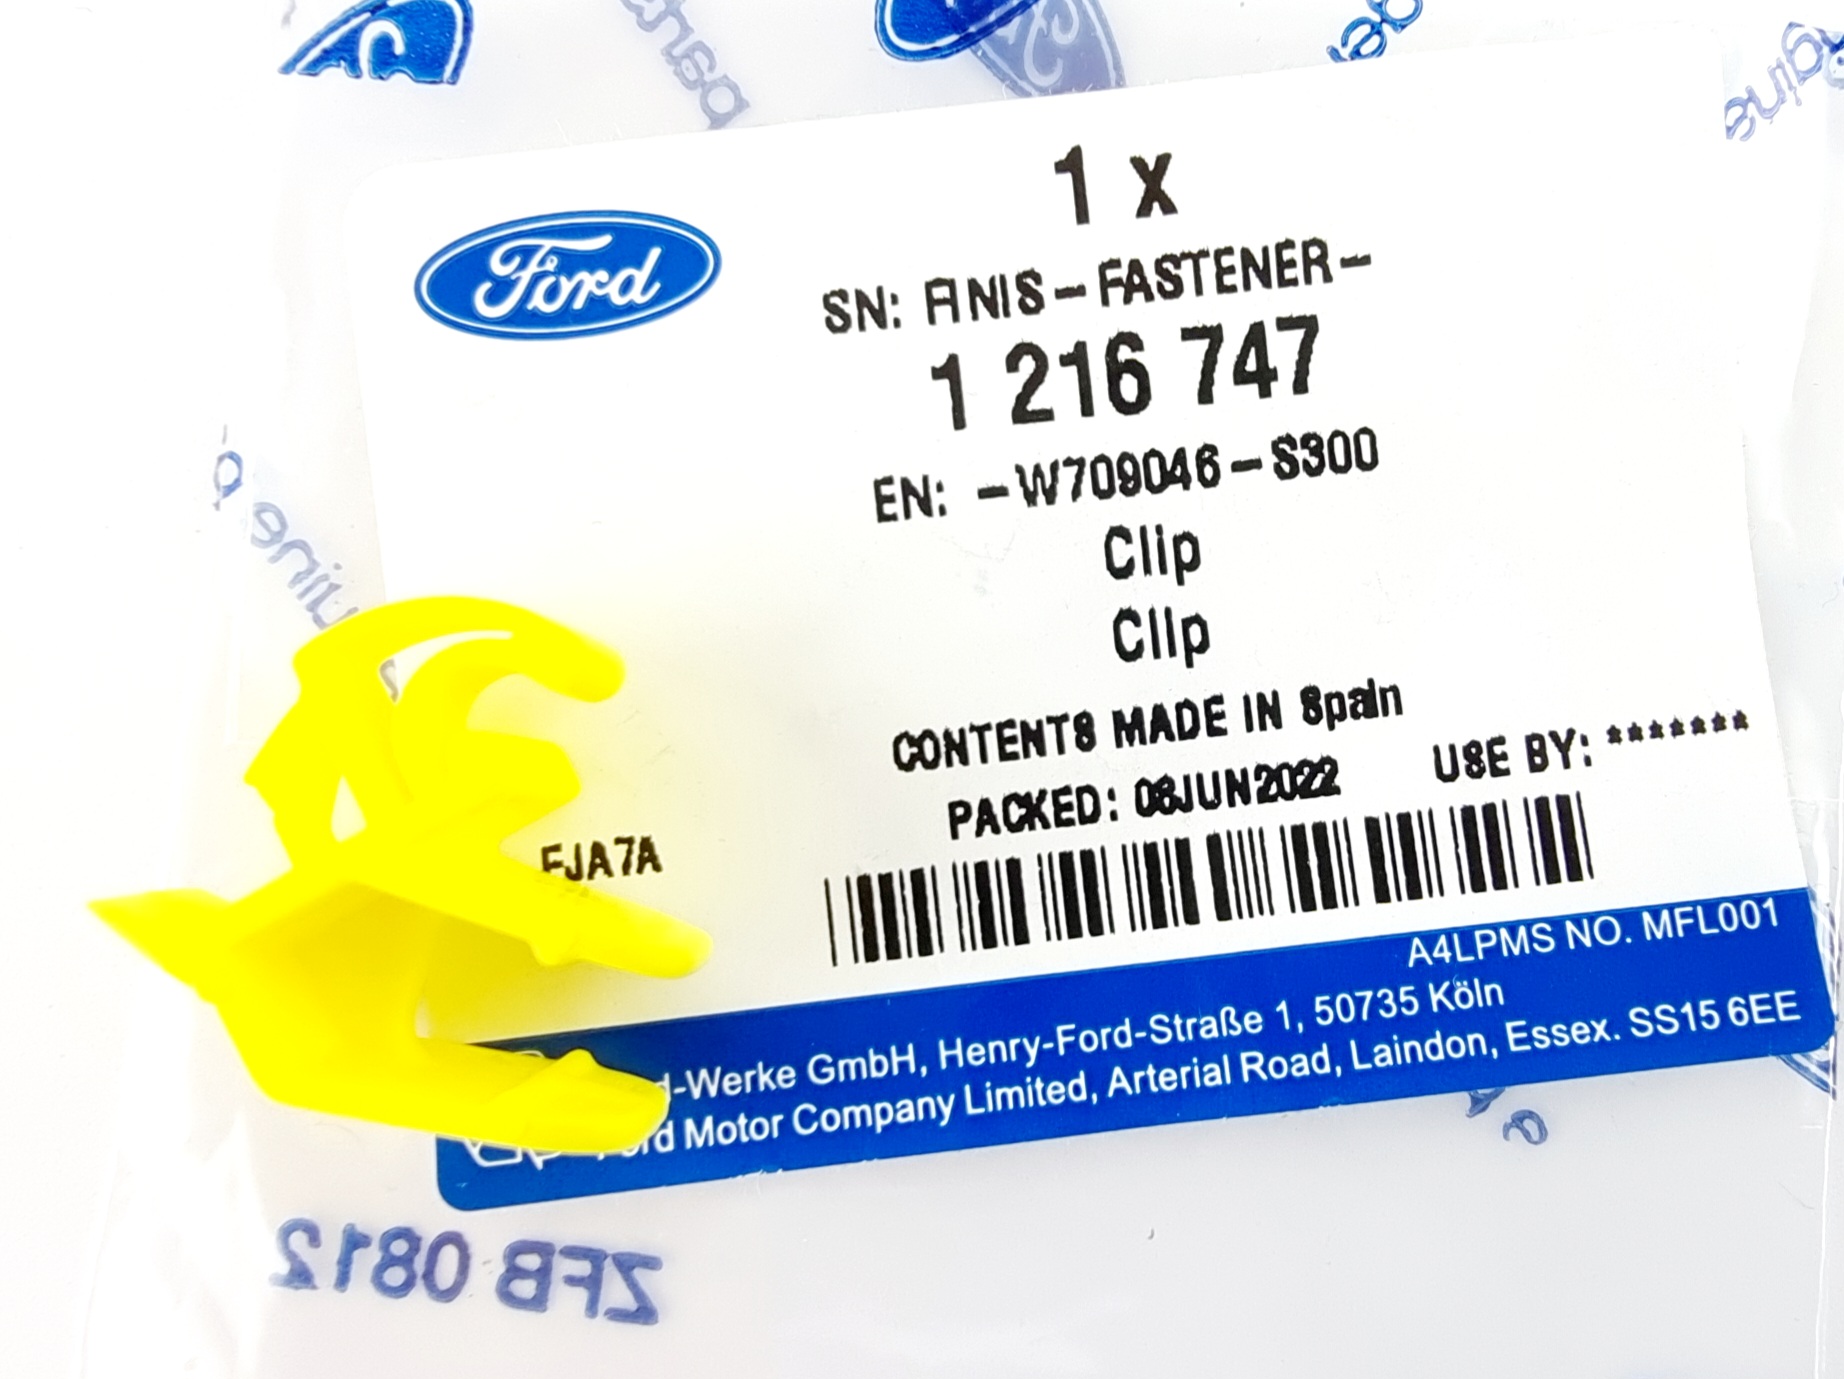 Ford
1 x
SN: FINIS-FASTENER-
1 216 747
EN: -W709046-S300
Clip
Clip
CONTENTS MADE IN Spain
PACKED: 08JUN2022 USE BY: *******
FJA7A
A4LPMS NO. MFL001
d-Werke GmbH, Henry-Ford-Straße 1, 50735 Köln
Ford Motor Company Limited, Arterial Road, Laindon, Essex. SS15 6EE
ZFB 0812